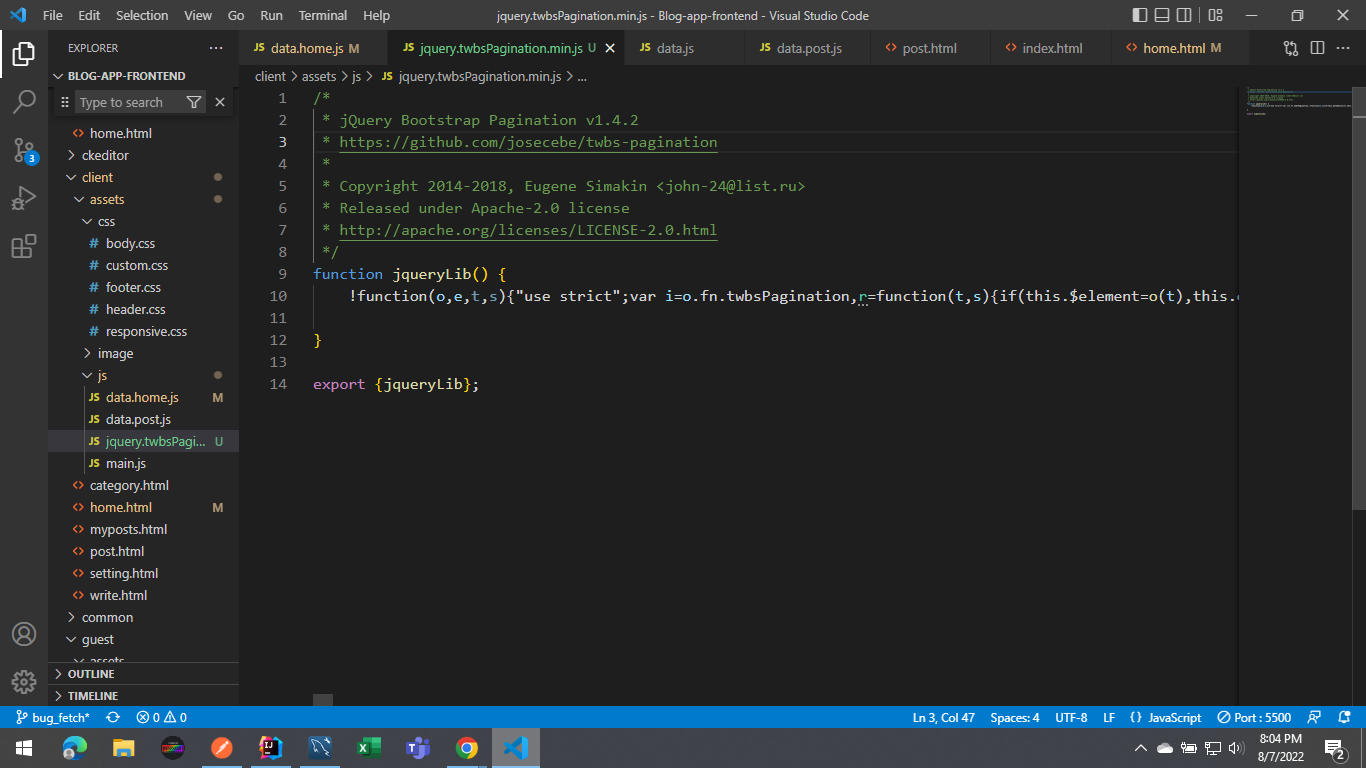 File Edit Selection View Go Run Terminal Help
jquery.twbsPagination.min.js - Blog-app-frontend - Visual Studio Code
EXPLORER
BLOG-APP-FRONTEND
Type to search
home.html
ckeditor
client
assets
css
# body.css
# custom.css
# footer.css
# header.css
# responsive.css
image
js
JS data.home.js M
JS data.post.js
JS jquery.twbsPagi... U
JS main.js
category.html
home.html M
myposts.html
post.html
setting.html
write.html
common
guest
assets
OUTLINE
TIMELINE
3
JS data.home.js M
JS jquery.twbsPagination.min.js U
JS data.js
JS data.post.js
post.html
index.html
home.html M
client > assets > js > JS jquery.twbsPagination.min.js > ...
1 /*
2 * jQuery Bootstrap Pagination v1.4.2
3 * https://github.com/josecebe/twbs-pagination
4 *
5 * Copyright 2014-2018, Eugene Simakin <john-24@list.ru>
6 * Released under Apache-2.0 license
7 * http://apache.org/licenses/LICENSE-2.0.html
8 */
9 function jqueryLib() {
10 !function(o,e,t,s){"use strict";var i=o.fn.twbsPagination,r=function(t,s){if(this.$element=o(t),this.
11
12 }
13
14 export {jqueryLib};
bug_fetch* 0 0
Ln 3, Col 47 Spaces: 4 UTF-8 LF {} JavaScript Port : 5500
8:04 PM
8/7/2022
2